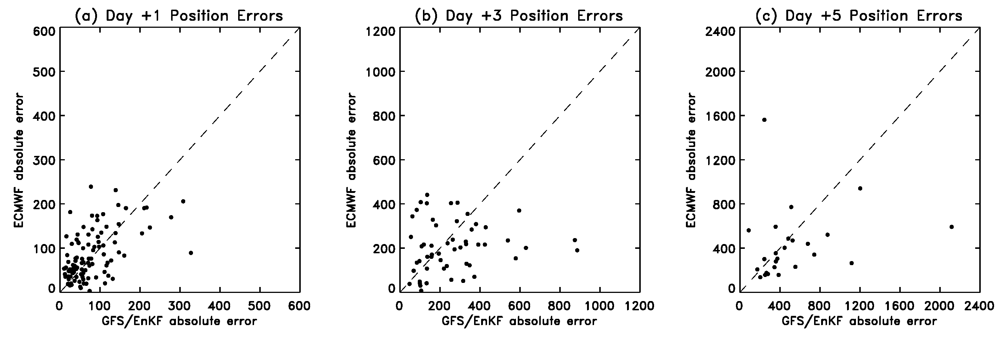 (a) Day +1 Position Errors
600
500
400
300
200
100
0
ECMWF absolute error
0 100 200 300 400 500 600
GFS/EnKF absolute error
(b) Day +3 Position Errors
1200
1000
800
600
400
200
0
ECMWF absolute error
0 200 400 600 800 1000 1200
GFS/EnKF absolute error
(c) Day +5 Position Errors
2400
2000
1600
1200
800
400
0
ECMWF absolute error
0 400 800 1200 1600 2000 2400
GFS/EnKF absolute error